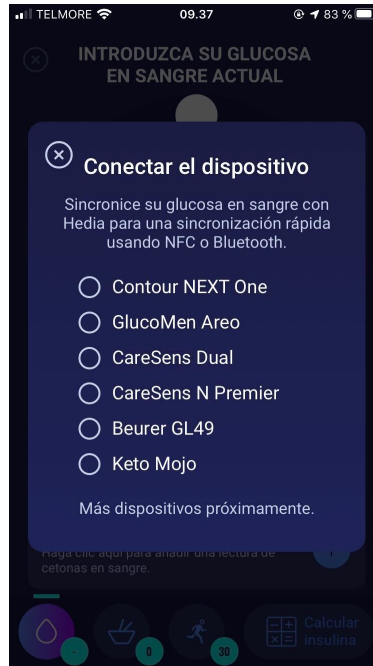 TELMORE 09.37 83 %
INTRODUZCA SU GLUCOSA
EN SANGRE ACTUAL
Conectar el dispositivo
Sincronice su glucosa en sangre con
Hedia para una sincronización rápida
usando NFC o Bluetooth.
Contour NEXT One
GlucoMen Areo
CareSens Dual
CareSens N Premier
Beurer GL49
Keto Mojo
Más dispositivos próximamente.
Haga clic aquí para añadir una lectura de
cetonas en sangre.
- 0 30
Calcular
insulina